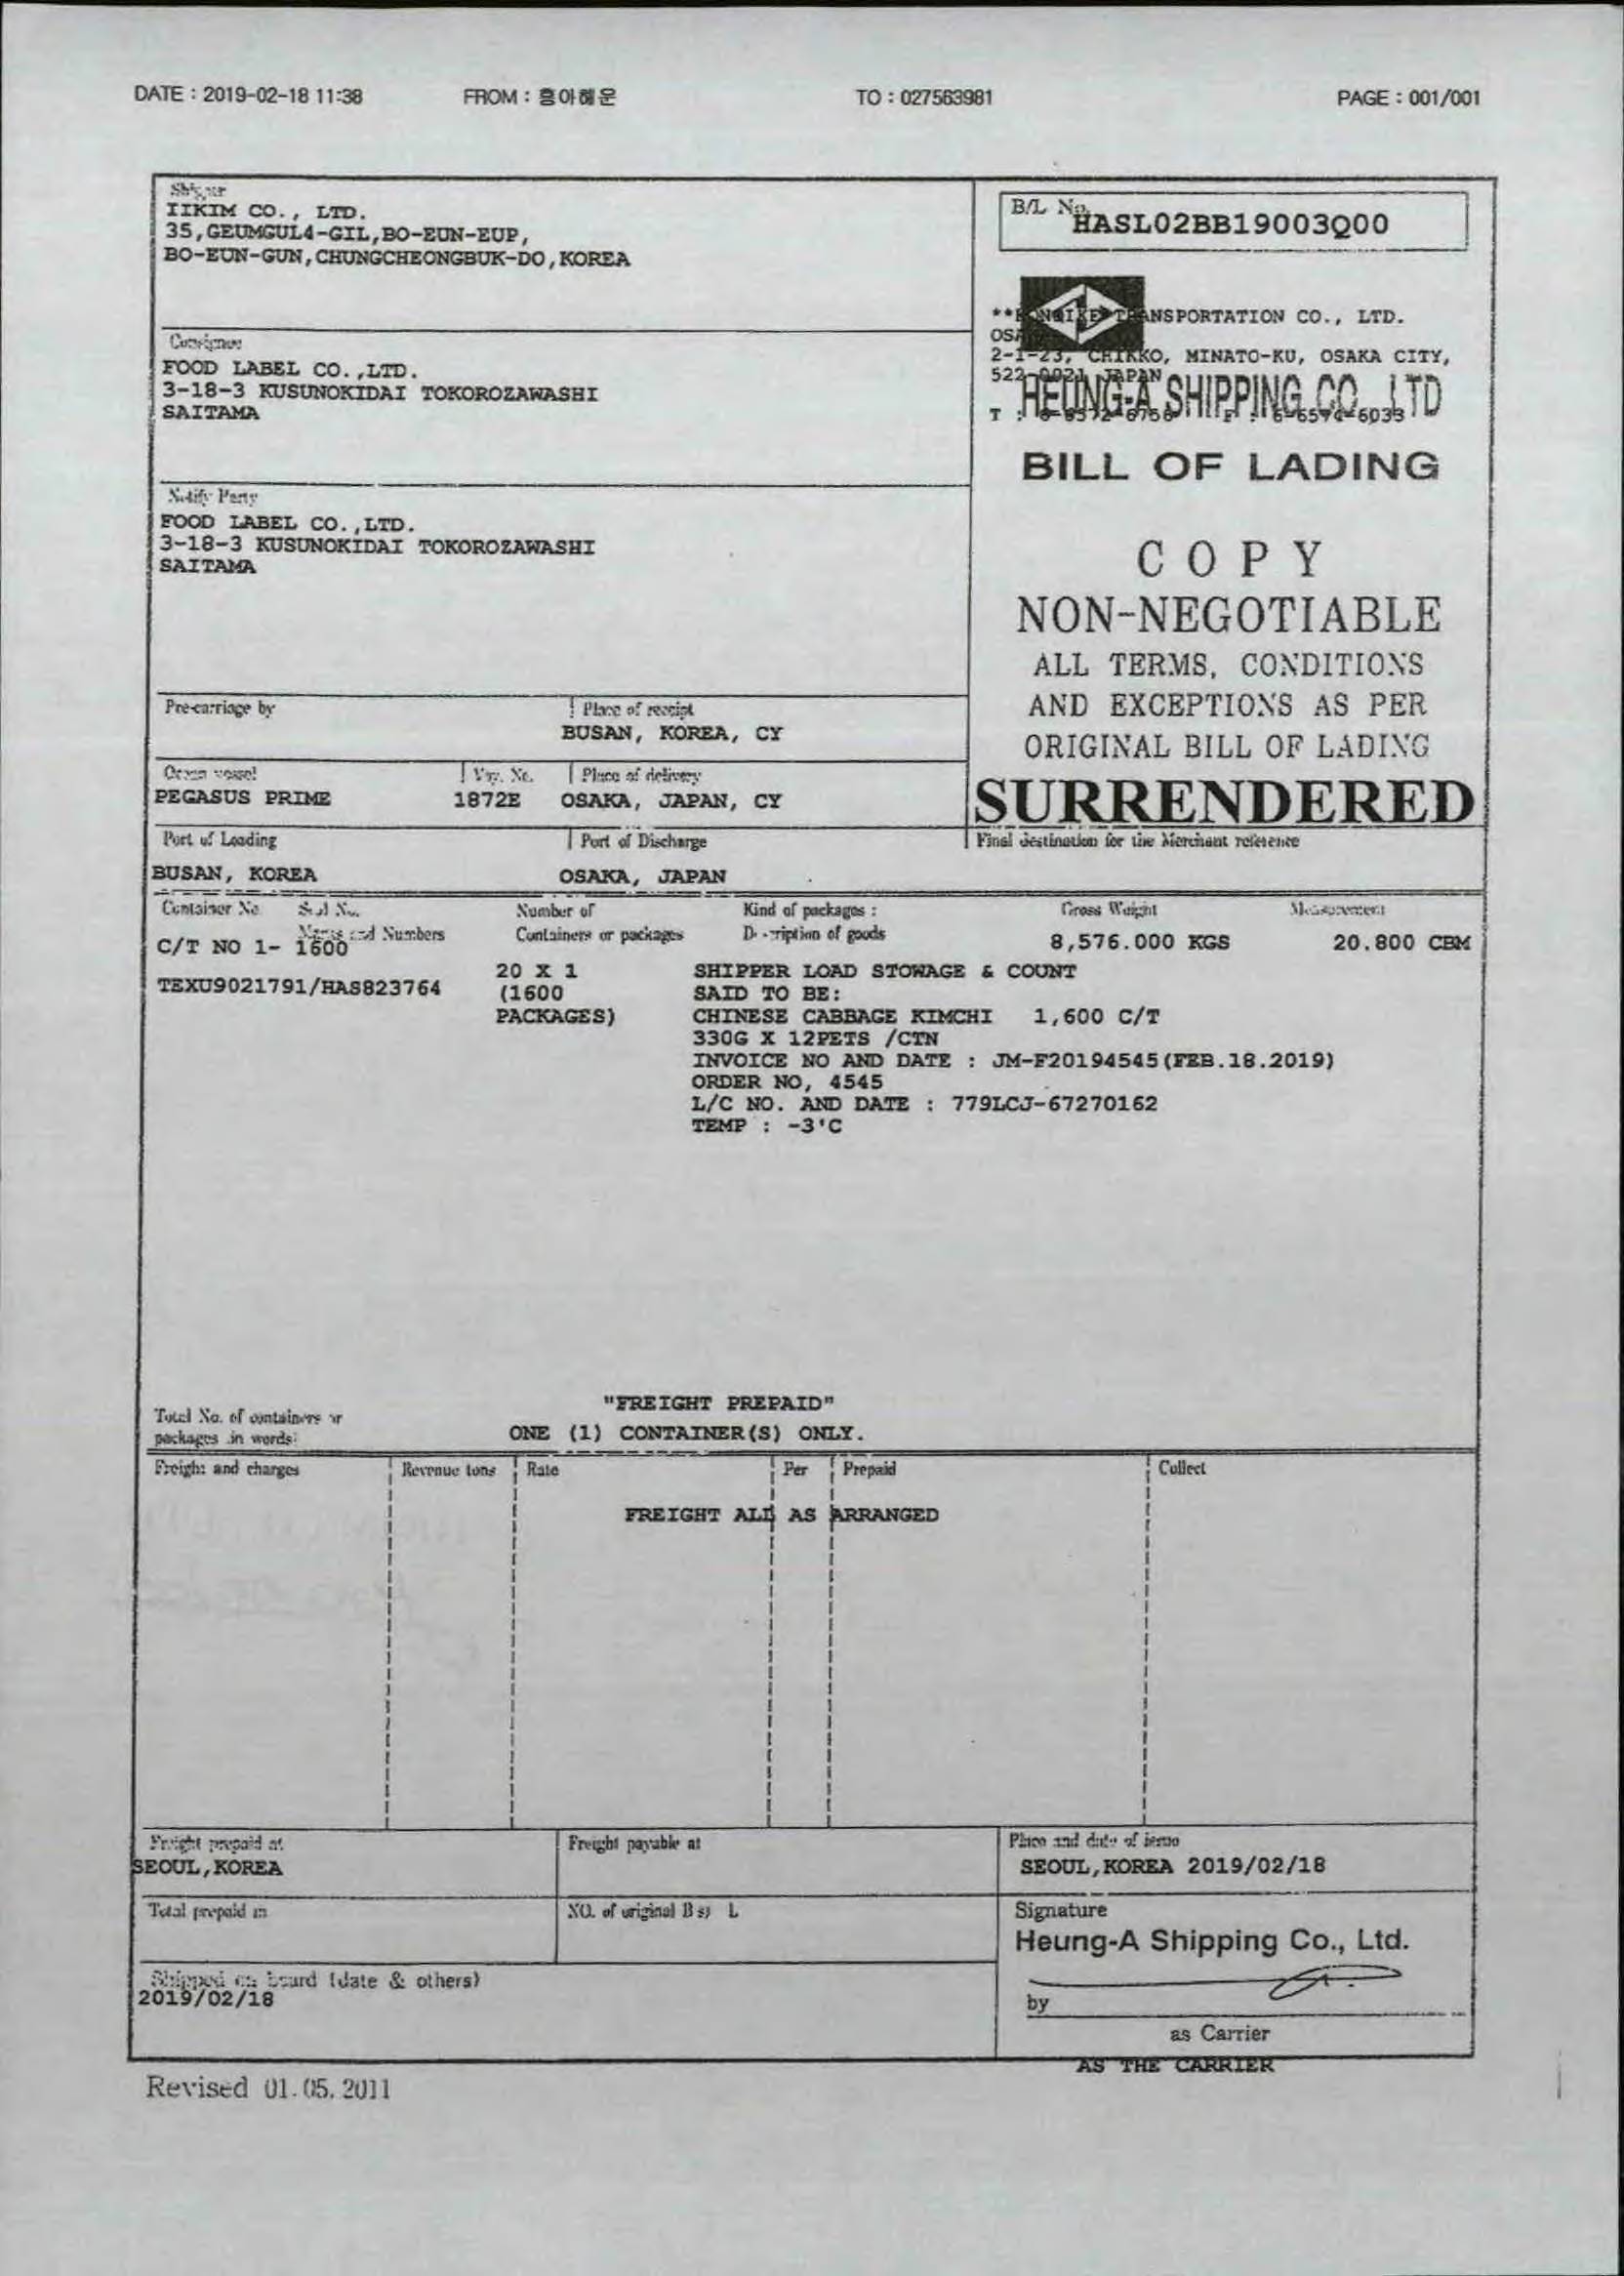 DATE : 2019-02-18 11:38 FROM : 흥아해운 TO : 027563981 PAGE : 001/001
Shipper
IIKIM CO., LTD.
35,GEUMGUL4-GIL,BO-EUN-EUP,
BO-EUN-GUN,CHUNGCHEONGBUK-DO,KOREA
B/L No.
HASL02BB19003Q00
TRANSPORTATION CO., LTD.
2-1-23, CHIKKO, MINATO-KU, OSAKA CITY,
JAPAN
HEUNG-A SHIPPING CO., LTD
Consignee
FOOD LABEL CO.,LTD.
3-18-3 KUSUNOKIDAI TOKOROZAWASHI
SAITAMA
BILL OF LADING
Notify Party
FOOD LABEL CO.,LTD.
3-18-3 KUSUNOKIDAI TOKOROZAWASHI
SAITAMA
COPY
NON-NEGOTIABLE
ALL TERMS, CONDITIONS
AND EXCEPTIONS AS PER
ORIGINAL BILL OF LADING
SURRENDERED
Pre-carriage by
Place of receipt
BUSAN, KOREA, CY
Ocean vessel Voy. No. Place of delivery
PEGASUS PRIME 1872E OSAKA, JAPAN, CY
Port of Loading Port of Discharge Final destination for the Merchant reference
BUSAN, KOREA OSAKA, JAPAN
Container No. Seal No. Number of Kind of packages : Gross Weight Measurement
Marks and Numbers Containers or packages Description of goods
C/T NO 1- 1600 8,576.000 KGS 20.800 CBM
20 X 1 SHIPPER LOAD STOWAGE & COUNT
TEXU9021791/HAS823764 (1600 SAID TO BE:
PACKAGES) CHINESE CABBAGE KIMCHI 1,600 C/T
330G X 12PETS /CTN
INVOICE NO AND DATE : JM-F20194545(FEB.18.2019)
ORDER NO, 4545
L/C NO. AND DATE : 779LCJ-67270162
TEMP : -3'C
"FREIGHT PREPAID"
Total No. of containers or
packages in words: ONE (1) CONTAINER(S) ONLY.
Freight and charges Revenue tons Rate Per Prepaid Collect
FREIGHT ALL AS ARRANGED
Freight prepaid at Freight payable at Place and date of issue
SEOUL,KOREA SEOUL,KOREA 2019/02/18
Total prepaid in NO. of original B s) L Signature
Heung-A Shipping Co., Ltd.
Shipped on board (date & others)
2019/02/18
by
as Carrier
AS THE CARRIER
Revised 01.05.2011